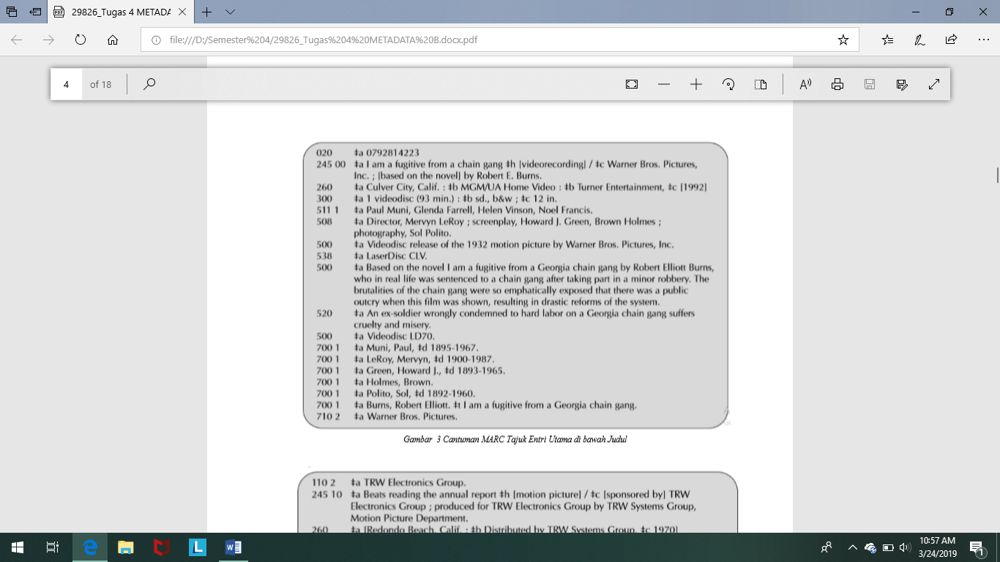 29826_Tugas 4 METADA
file:///D:/Semester%204/29826_Tugas%204%20METADATA%20B.docx.pdf
4 of 18
020 ‡a 0792814223
245 00 ‡a I am a fugitive from a chain gang ‡h [videorecording] / ‡c Warner Bros. Pictures,
Inc. ; [based on the novel] by Robert E. Burns.
260 ‡a Culver City, Calif. : ‡b MGM/UA Home Video : ‡b Turner Entertainment, ‡c [1992]
300 ‡a 1 videodisc (93 min.) : ‡b sd., b&w ; ‡c 12 in.
511 1 ‡a Paul Muni, Glenda Farrell, Helen Vinson, Noel Francis.
508 ‡a Director, Mervyn LeRoy ; screenplay, Howard J. Green, Brown Holmes ;
photography, Sol Polito.
500 ‡a Videodisc release of the 1932 motion picture by Warner Bros. Pictures, Inc.
538 ‡a LaserDisc CLV.
500 ‡a Based on the novel I am a fugitive from a Georgia chain gang by Robert Elliott Burns,
who in real life was sentenced to a chain gang after taking part in a minor robbery. The
brutalities of the chain gang were so emphatically exposed that there was a public
outcry when this film was shown, resulting in drastic reforms of the system.
520 ‡a An ex-soldier wrongly condemned to hard labor on a Georgia chain gang suffers
cruelty and misery.
500 ‡a Videodisc LD70.
700 1 ‡a Muni, Paul, ‡d 1895-1967.
700 1 ‡a LeRoy, Mervyn, ‡d 1900-1987.
700 1 ‡a Green, Howard J., ‡d 1893-1965.
700 1 ‡a Holmes, Brown.
700 1 ‡a Polito, Sol, ‡d 1892-1960.
700 1 ‡a Burns, Robert Elliott. ‡t I am a fugitive from a Georgia chain gang.
710 2 ‡a Warner Bros. Pictures.
Gambar 3 Cantuman MARC Tajuk Entri Utama di bawah Judul
110 2 ‡a TRW Electronics Group.
245 10 ‡a Beats reading the annual report ‡h [motion picture] / ‡c [sponsored by] TRW
Electronics Group ; produced for TRW Electronics Group by TRW Systems Group,
Motion Picture Department.
260 ‡a [Redondo Beach, Calif. : ‡b Distributed by TRW Systems Group, ‡c 1970]
10:57 AM
3/24/2019